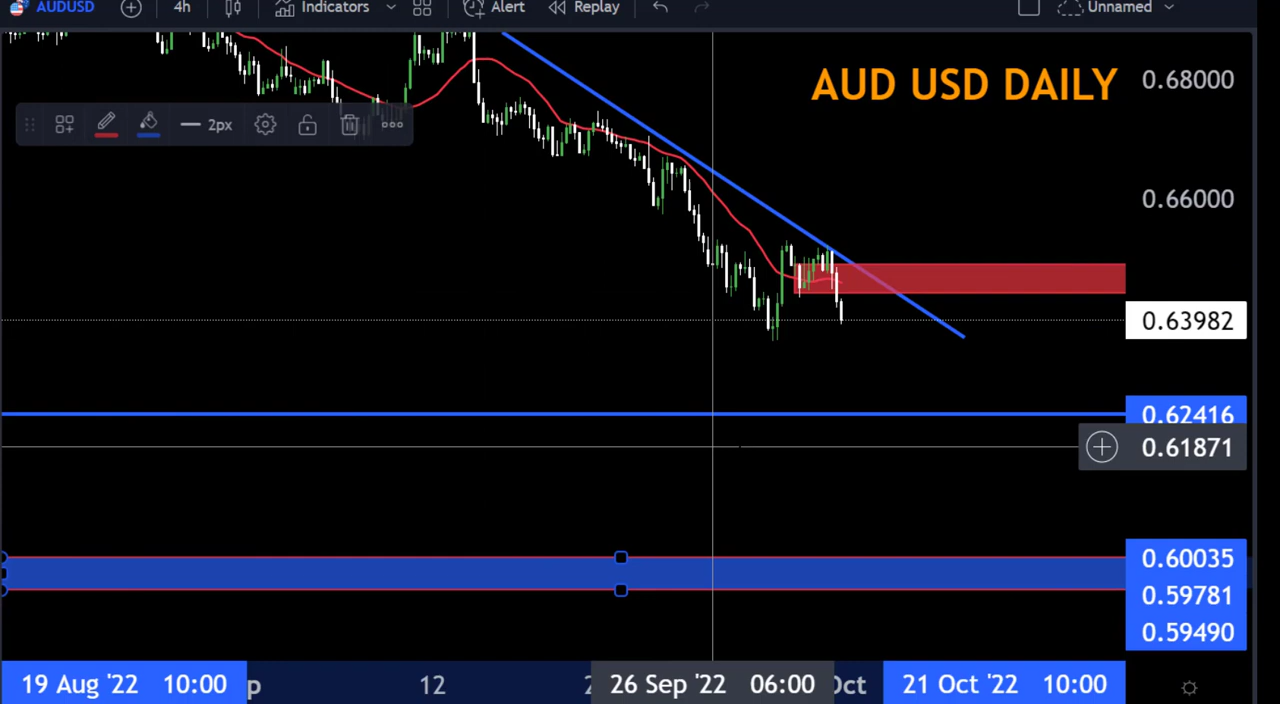 AUDUSD 4h Indicators Alert Replay Unnamed
AUD USD DAILY
0.68000
0.66000
2px
0.63982
0.62416
0.61871
0.60035
0.59781
0.59490
19 Aug '22 10:00 12 26 Sep '22 06:00 Oct 21 Oct '22 10:00